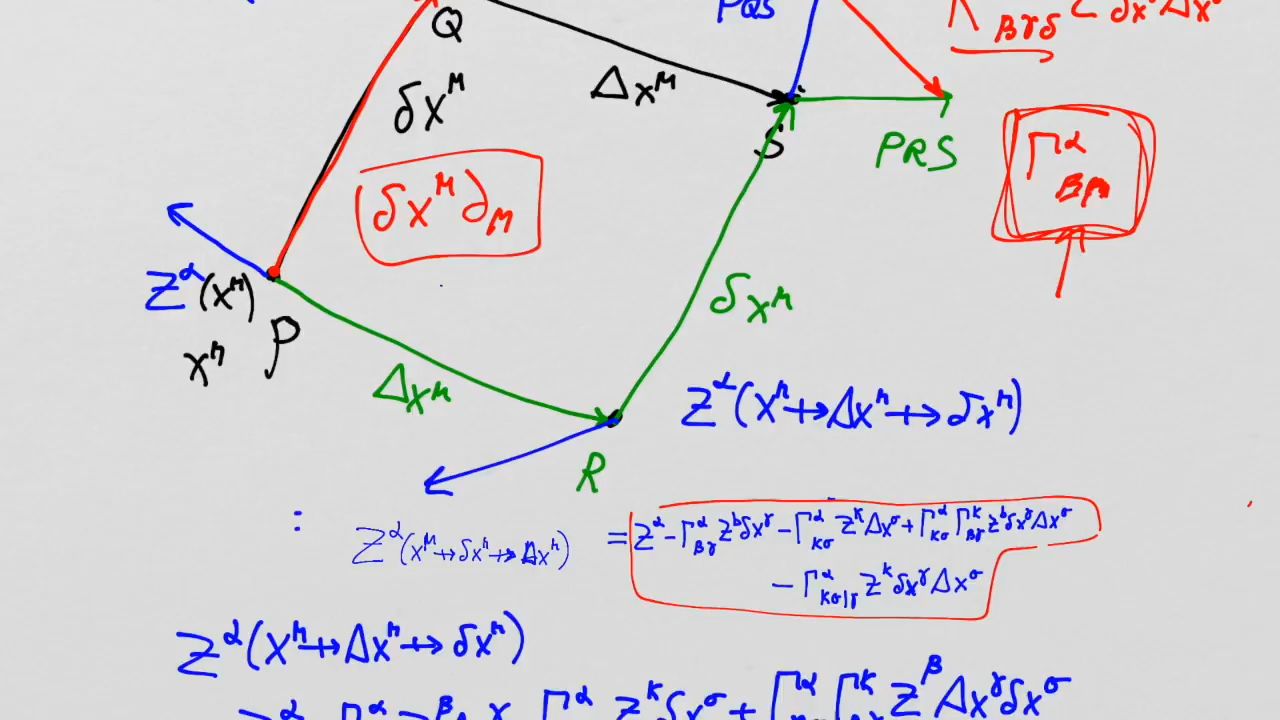 Q
PQS
Δx^μ
δx^μ
S
PRS
Γ^α_βμ
δx^μ ∂_μ
Z^α(x^μ)
x^μ
P
δx^μ
Δx^μ
Z^α(x^μ→Δx^μ→δx^μ)
R
: Z^α(x^μ→δx^μ→Δx^μ) = Z^α - Γ^α_βγ Z^b δx^γ - Γ^α_κσ Z^κ Δx^σ + Γ^α_κσ Γ^κ_βγ Z^b δx^γ Δx^σ
- Γ^α_κσ|γ Z^κ δx^γ Δx^σ
Z^α(x^μ→Δx^μ→δx^μ)
Z^κ δx^σ + Γ^α Γ^κ Z^β Δx^γ δx^σ